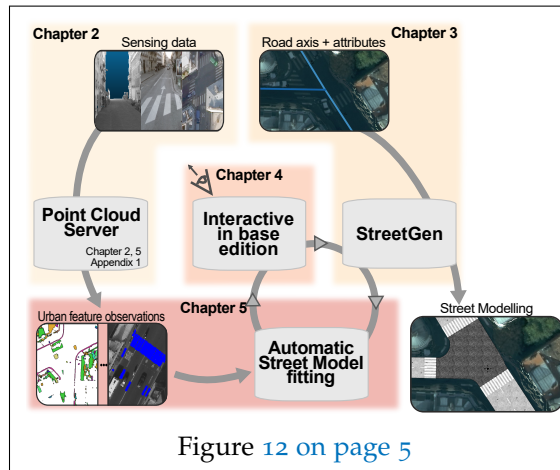 Chapter 2
Sensing data
Road axis + attributes
Chapter 3
Chapter 4
Point Cloud
Server
Chapter 2, 5
Appendix 1
Interactive
in base
edition
StreetGen
Chapter 5
Urban feature observations
Automatic
Street Model
fitting
Street Modelling
Figure 12 on page 5